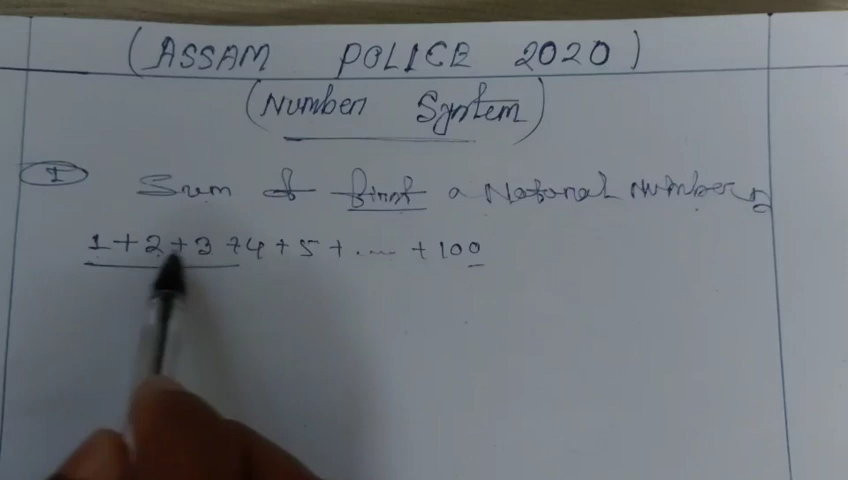 (ASSAM POLICE 2020)
(Number System)
I Sum of first n Natural Numbers
1+2+3+4+5+....+100